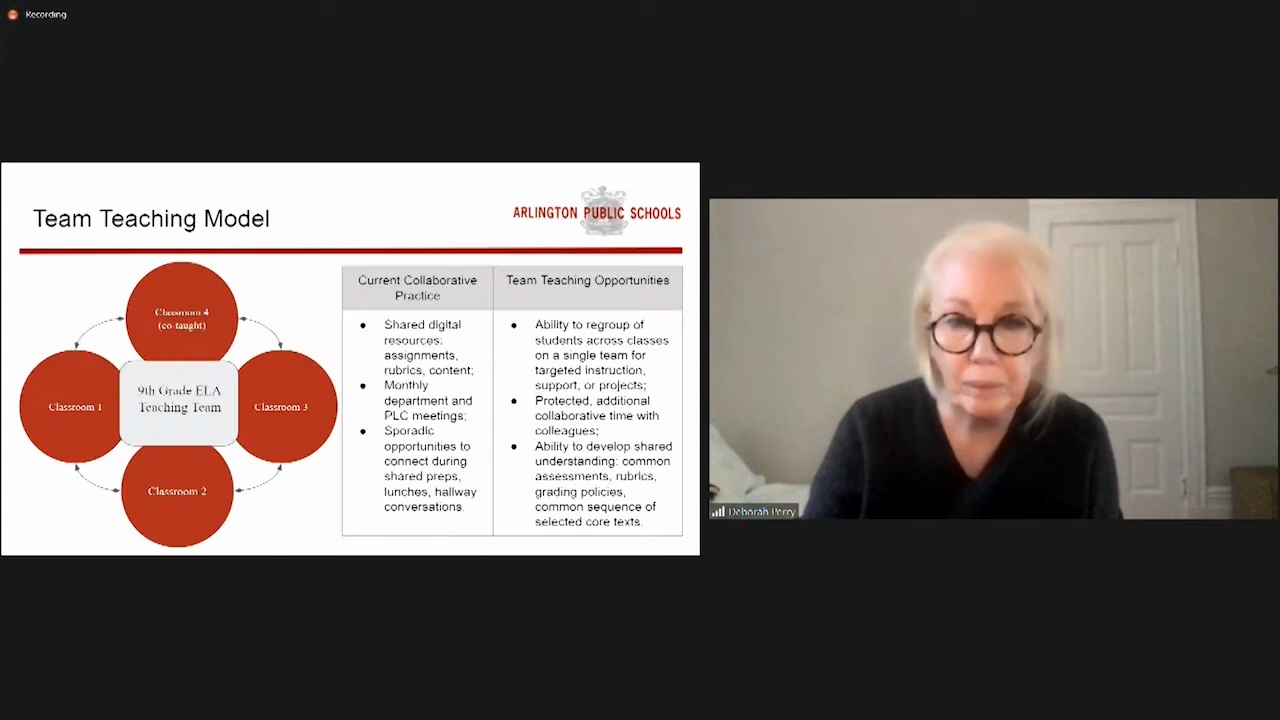 Recording
Team Teaching Model
ARLINGTON PUBLIC SCHOOLS
Classroom 4
(co-taught)
Classroom 1
9th Grade ELA
Teaching Team
Classroom 3
Classroom 2
Current Collaborative
Practice
● Shared digital
resources:
assignments,
rubrics, content;
● Monthly
department and
PLC meetings;
● Sporadic
opportunities to
connect during
shared preps,
lunches, hallway
conversations.
Team Teaching Opportunities
● Ability to regroup of
students across classes
on a single team for
targeted instruction,
support, or projects;
● Protected, additional
collaborative time with
colleagues;
● Ability to develop shared
understanding: common
assessments, rubrics,
grading policies,
common sequence of
selected core texts.
Deborah Perry